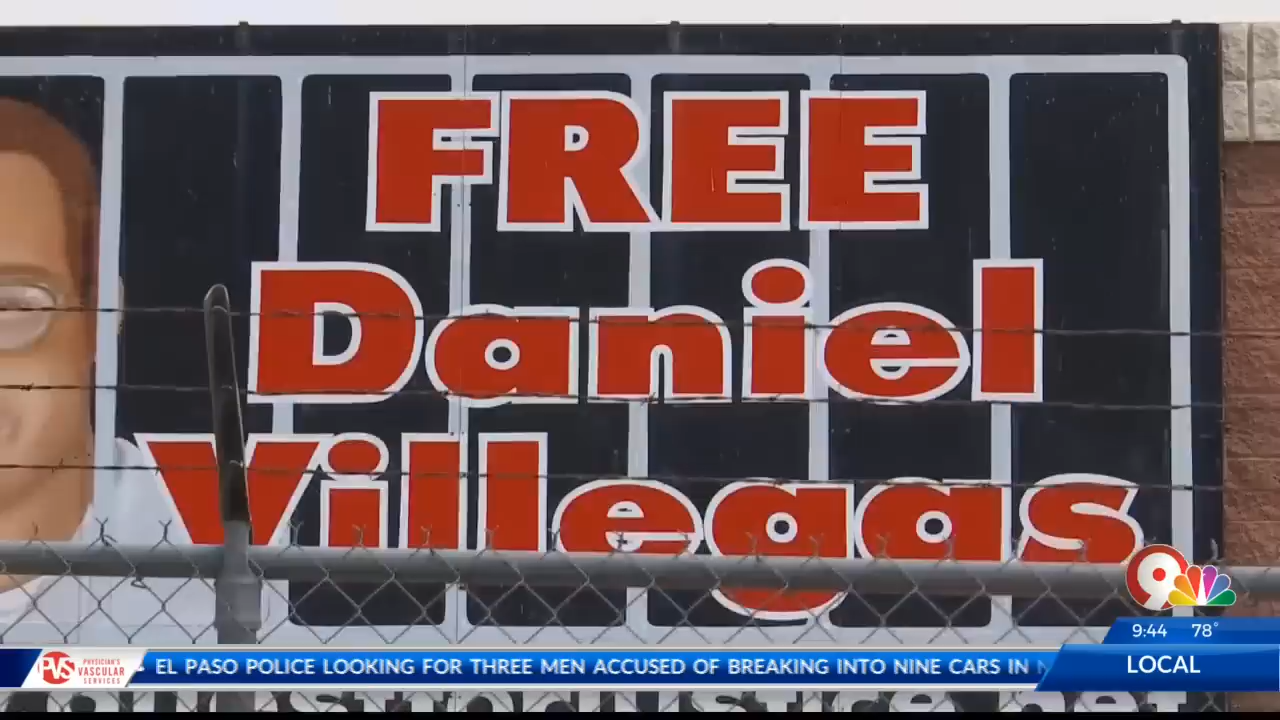 FREE
Daniel
Villegas
9
9:44 78°
PVS PHYSICIAN'S VASCULAR SERVICES
EL PASO POLICE LOOKING FOR THREE MEN ACCUSED OF BREAKING INTO NINE CARS IN
LOCAL